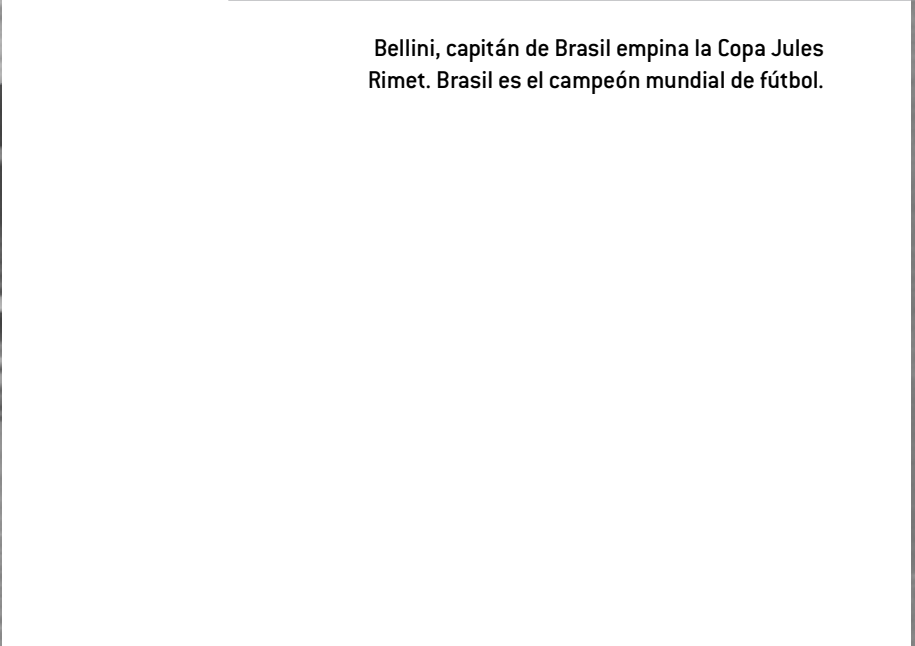 Bellini, capitán de Brasil empina la Copa Jules
Rimet. Brasil es el campeón mundial de fútbol.